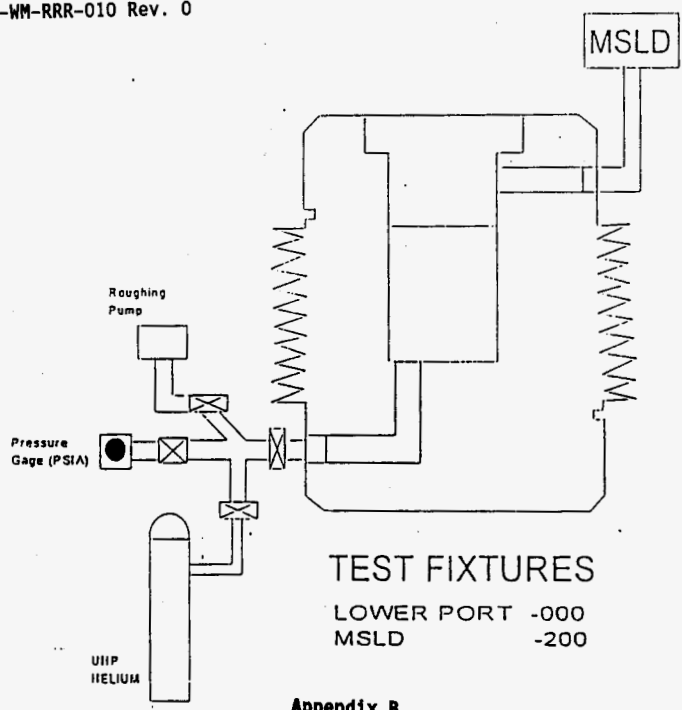 -WM-RRR-010 Rev. 0
MSLD
Roughing
Pump
Pressure
Gage (PSIA)
UHP
HELIUM
TEST FIXTURES
LOWER PORT -000
MSLD -200
Appendix B